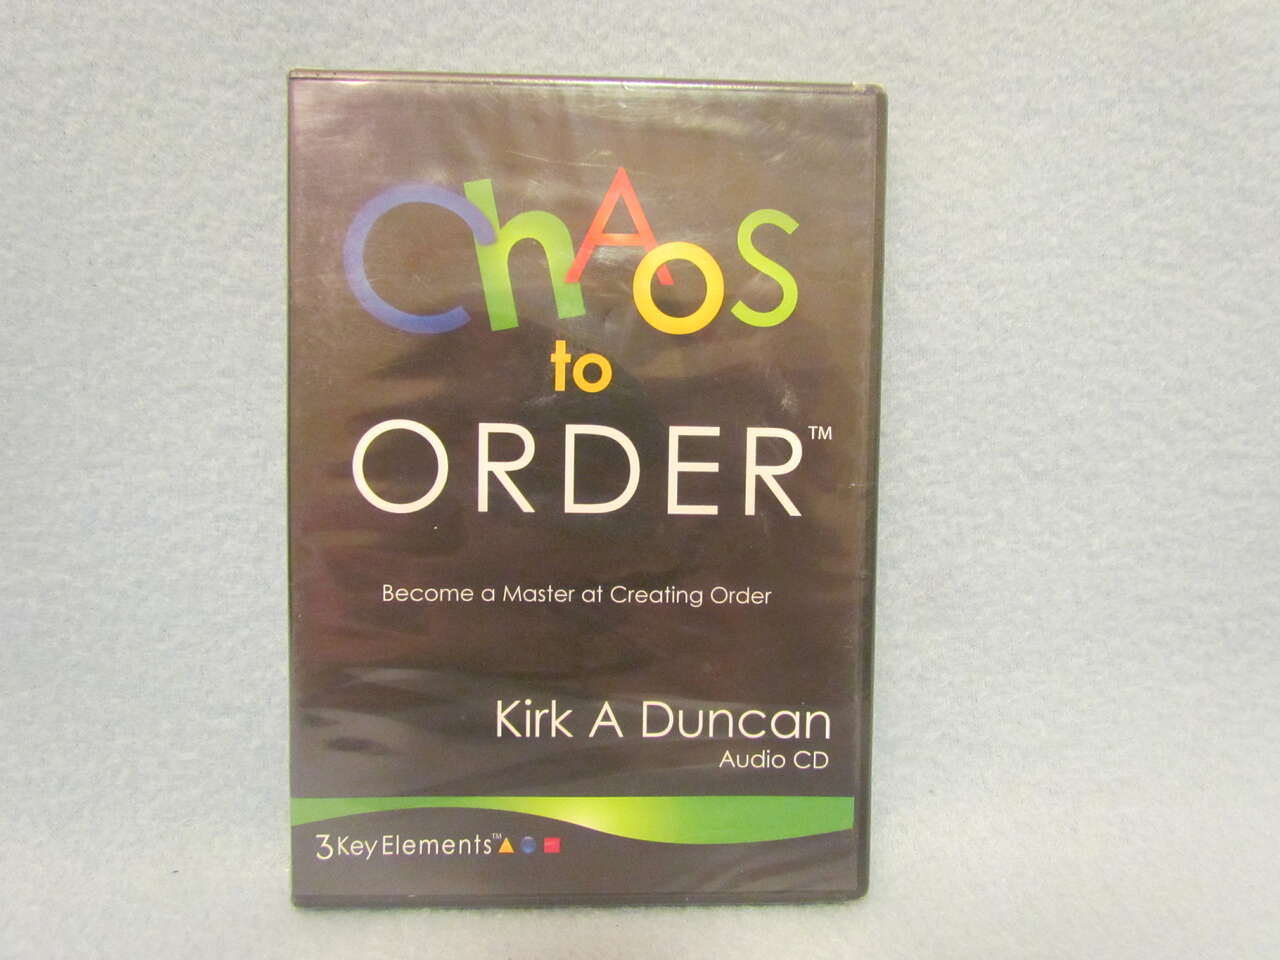 ChAoS
to
ORDER™
Become a Master at Creating Order
Kirk A Duncan
Audio CD
3 Key Elements™